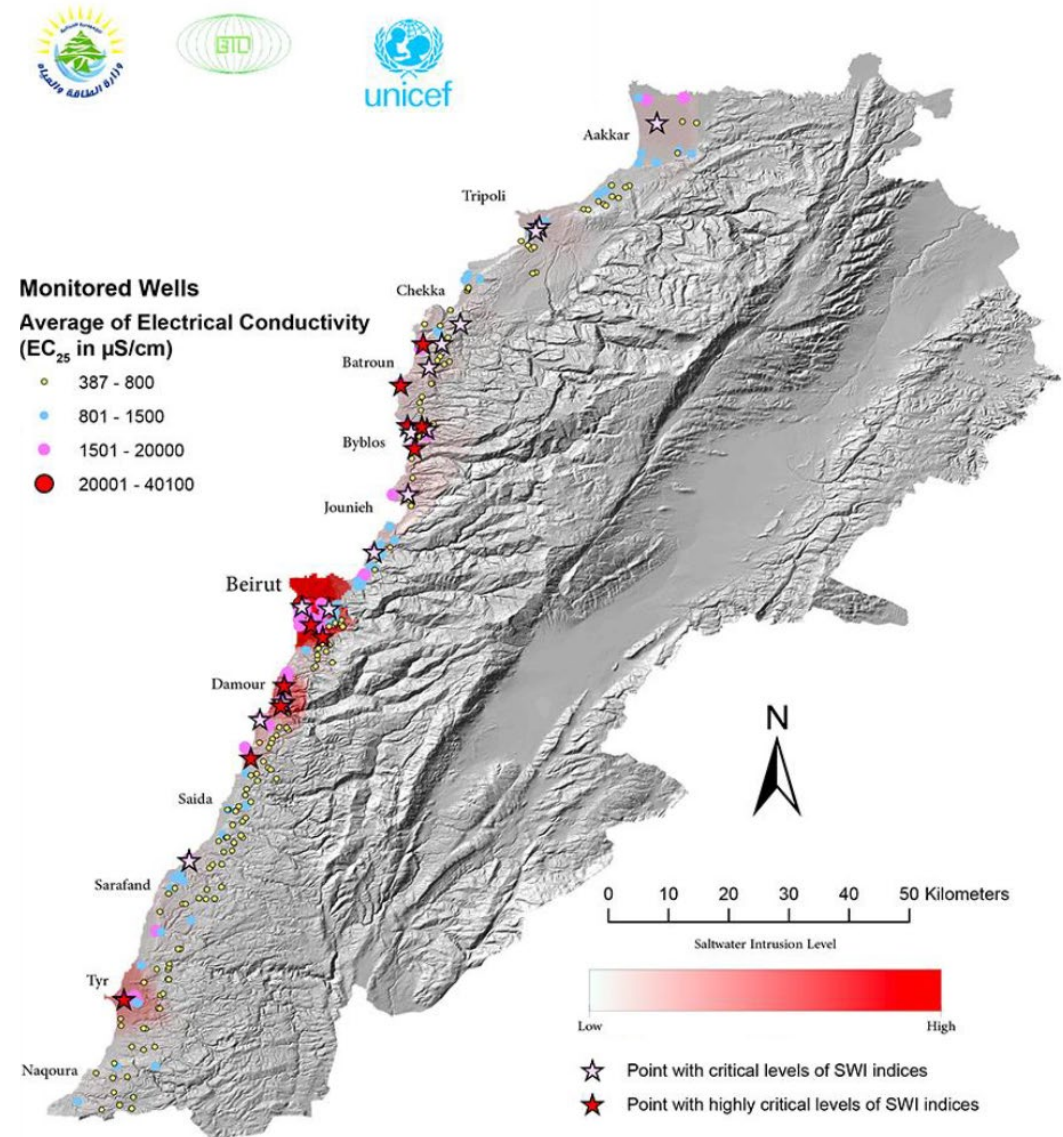 وزارة الطاقة والمياه
BTD
unicef
Aakkar
Tripoli
Monitored Wells
Average of Electrical Conductivity
(EC25 in µS/cm)
387 - 800
801 - 1500
1501 - 20000
20001 - 40100
Chekka
Batroun
Byblos
Jounieh
Beirut
Damour
Saida
Sarafand
Tyr
Naqoura
N
0 10 20 30 40 50 Kilometers
Saltwater Intrusion Level
Low High
Point with critical levels of SWI indices
Point with highly critical levels of SWI indices